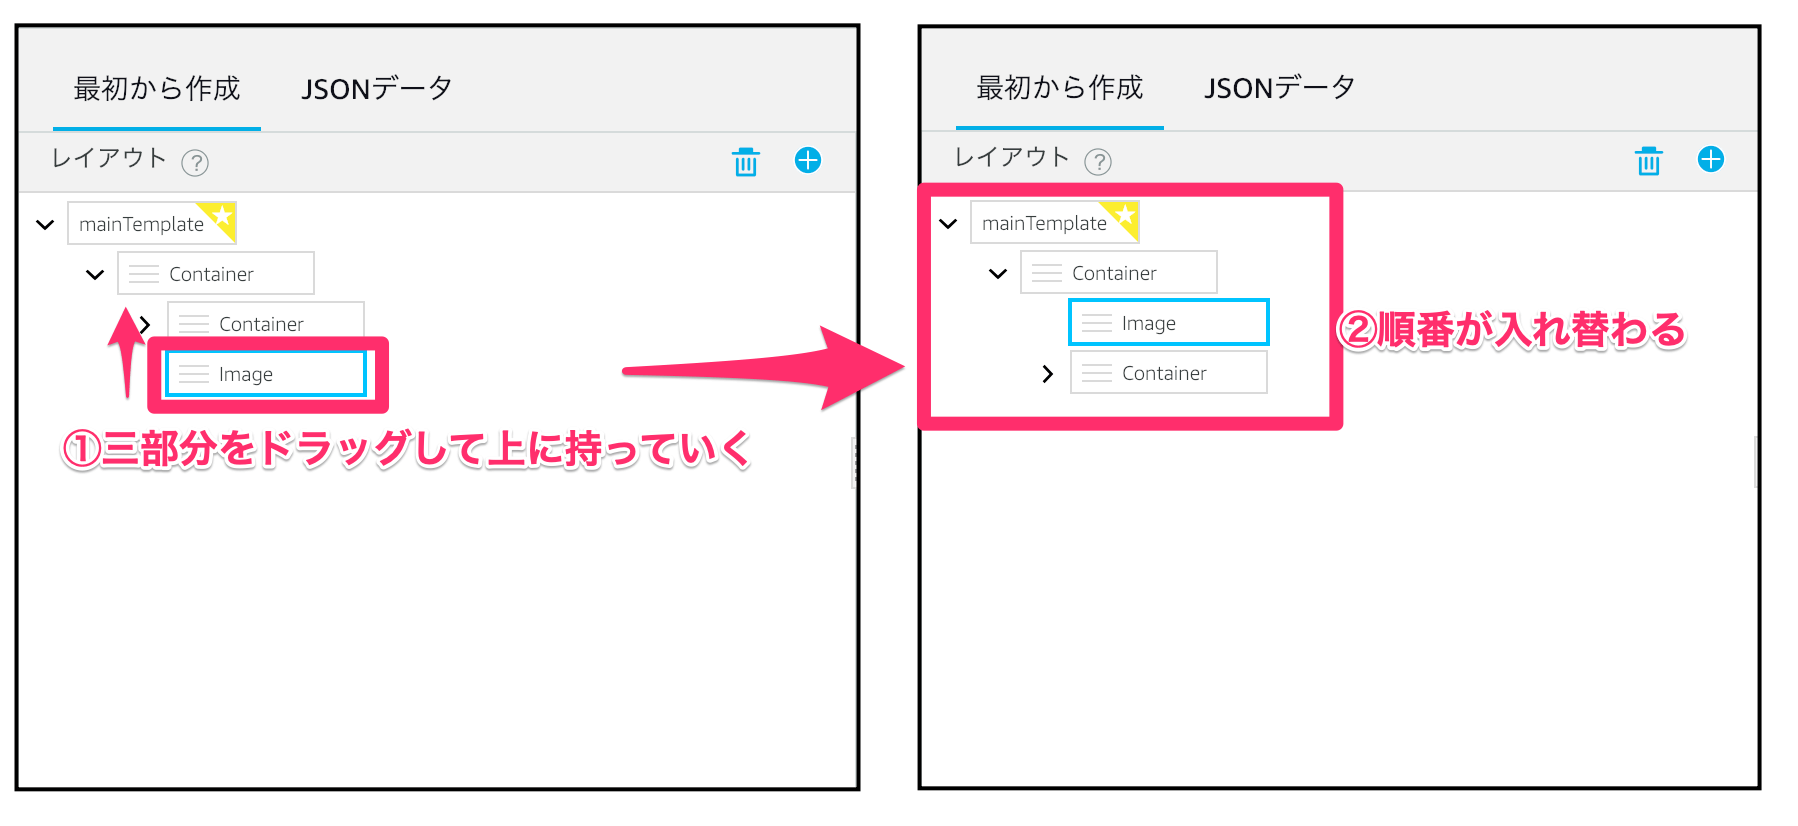 最初から作成 JSONデータ
レイアウト ?
mainTemplate
Container
Container
Image
①三部分をドラッグして上に持っていく
最初から作成 JSONデータ
レイアウト ?
mainTemplate
Container
Image
Container
②順番が入れ替わる